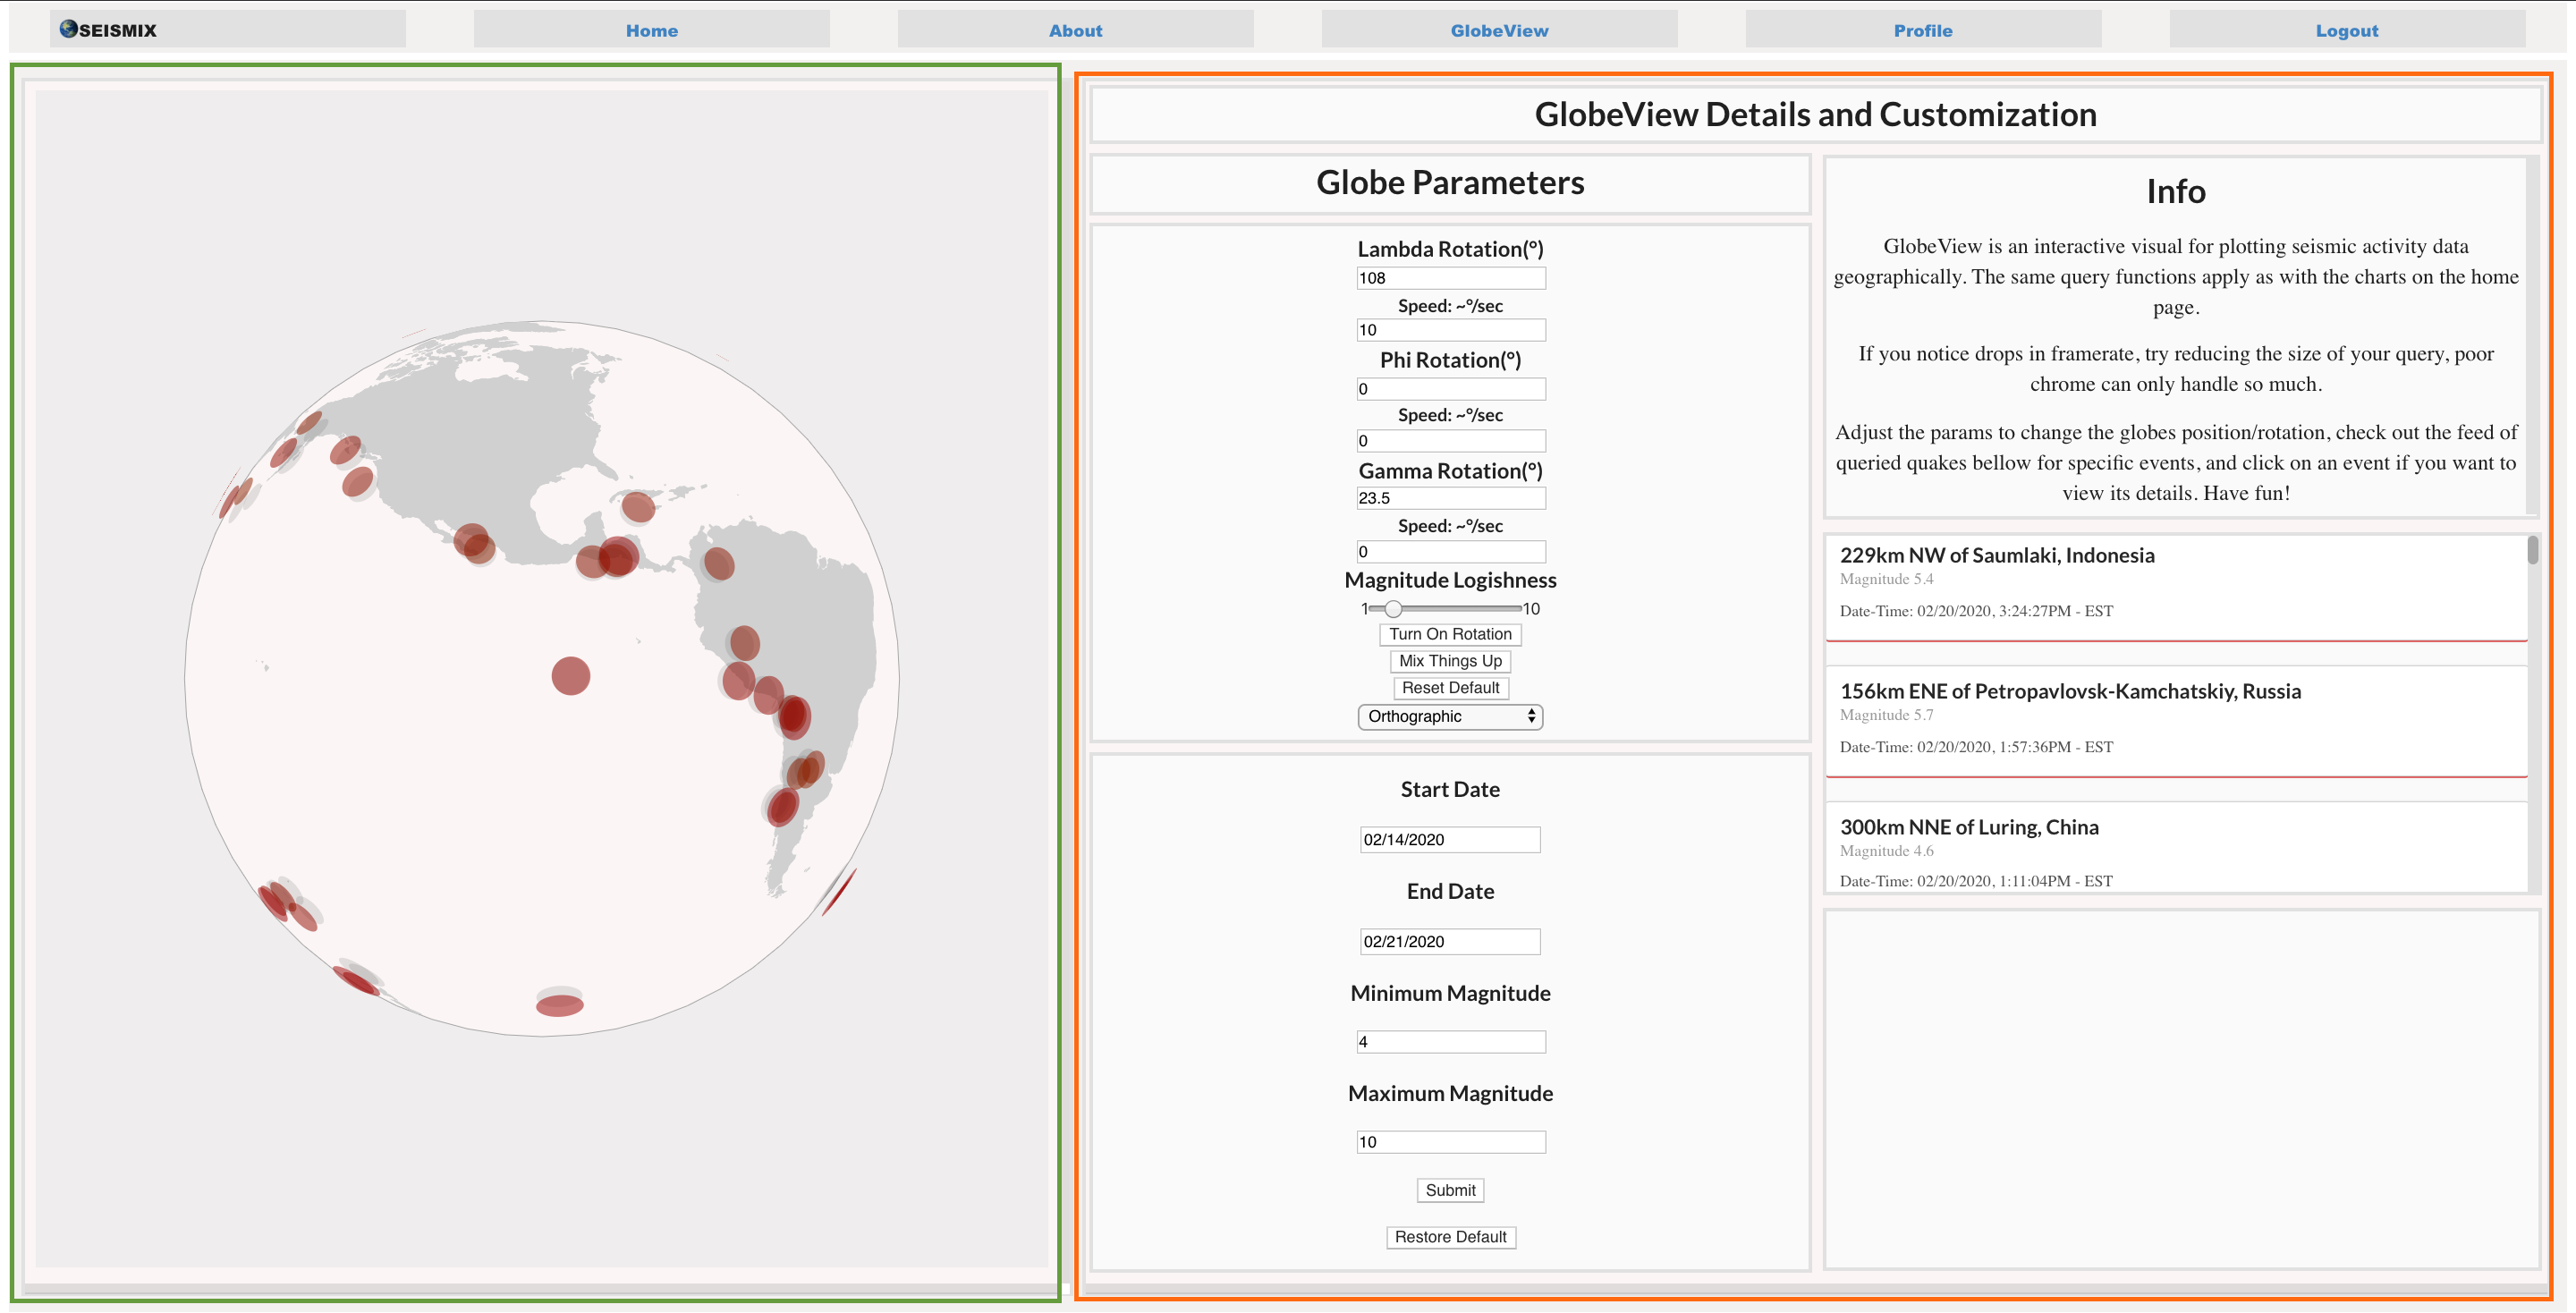 SEISMIX
Home
About
GlobeView
Profile
Logout
GlobeView Details and Customization
Globe Parameters
Lambda Rotation(°)
108
Speed: ~°/sec
10
Phi Rotation(°)
0
Speed: ~°/sec
0
Gamma Rotation(°)
23.5
Speed: ~°/sec
0
Magnitude Logishness
1 10
Turn On Rotation
Mix Things Up
Reset Default
Orthographic
Start Date
02/14/2020
End Date
02/21/2020
Minimum Magnitude
4
Maximum Magnitude
10
Submit
Restore Default
Info
GlobeView is an interactive visual for plotting seismic activity data
geographically. The same query functions apply as with the charts on the home
page.
If you notice drops in framerate, try reducing the size of your query, poor
chrome can only handle so much.
Adjust the params to change the globes position/rotation, check out the feed of
queried quakes bellow for specific events, and click on an event if you want to
view its details. Have fun!
229km NW of Saumlaki, Indonesia
Magnitude 5.4
Date-Time: 02/20/2020, 3:24:27PM - EST
156km ENE of Petropavlovsk-Kamchatskiy, Russia
Magnitude 5.7
Date-Time: 02/20/2020, 1:57:36PM - EST
300km NNE of Luring, China
Magnitude 4.6
Date-Time: 02/20/2020, 1:11:04PM - EST